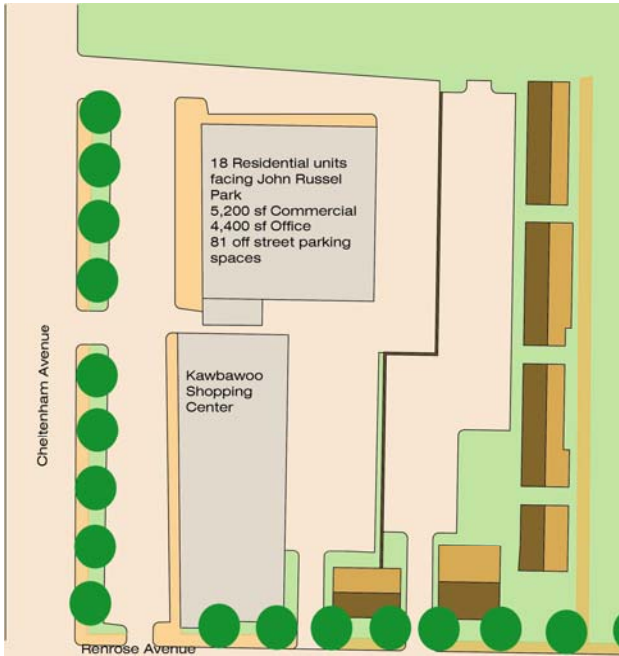 18 Residential units
facing John Russel
Park
5,200 sf Commercial
4,400 sf Office
81 off street parking
spaces
Kawbawoo
Shopping
Center
Cheltenham Avenue
Renrose Avenue